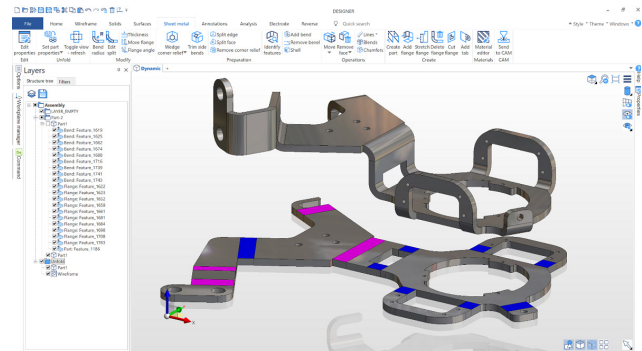 DESIGNER
File Home Wireframe Solids Surfaces Sheet metal Annotations Analysis Electrode Reverse Quick search
Style Theme Windows
Edit properties Set part properties Toggle view - refresh Bend radius Edit split Thickness Move flange Flange angle Wedge corner relief Trim side bends Split edge Split face Remove corner relief Identify features Add bend Remove bend Shell Move Remove face Lines Bends Chamfers Create part Add flange Stretch flange Delete flange Cut flange Add tab Material editor Send to CAM
Edit Unfold Modify Preparation Operations Create Materials CAM
Layers
Dynamic
Structure tree Filters
Assembly
LAYER_EMPTY
Part-2
Part1
Bend: Feature_1619
Bend: Feature_1625
Bend: Feature_1662
Bend: Feature_1674
Bend: Feature_1688
Bend: Feature_1716
Bend: Feature_1739
Bend: Feature_1741
Bend: Feature_1742
Flange: Feature_1622
Flange: Feature_1623
Flange: Feature_1652
Flange: Feature_1659
Flange: Feature_1661
Flange: Feature_1681
Flange: Feature_1684
Flange: Feature_1698
Flange: Feature_1708
Flange: Feature_1703
Part: Feature_1186
Part1
Unfold
Part1
Wireframe
Options
Workplane manager
Command
Help
Properties
X